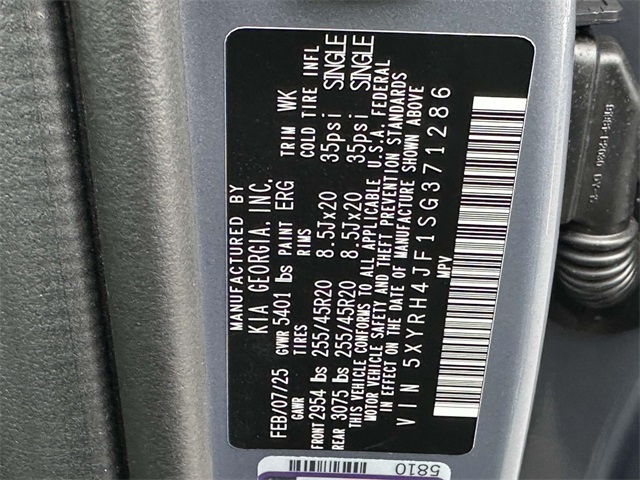 MANUFACTURED BY
KIA GEORGIA, INC.
FEB/07/25 GVWR 5401 lbs PAINT ERG TRIM WK
GAWR TIRES RIMS COLD TIRE INFL
FRONT 2954 lbs 255/45R20 8.5Jx20 35psi SINGLE
REAR 3075 lbs 255/45R20 8.5Jx20 35psi SINGLE
THIS VEHICLE CONFORMS TO ALL APPLICABLE U.S.A. FEDERAL
MOTOR VEHICLE SAFETY AND THEFT PREVENTION STANDARDS
IN EFFECT ON THE DATE OF MANUFACTURE SHOWN ABOVE
VIN 5XYRH4JF1SG371286
MPV
5810